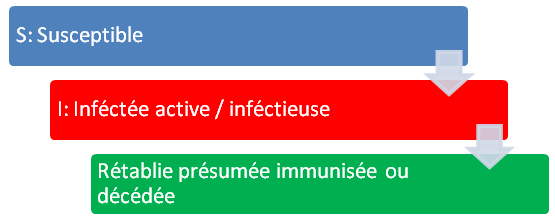 S: Susceptible
I: Inféctée active / inféctieuse
Rétablie présumée immunisée ou
décédée